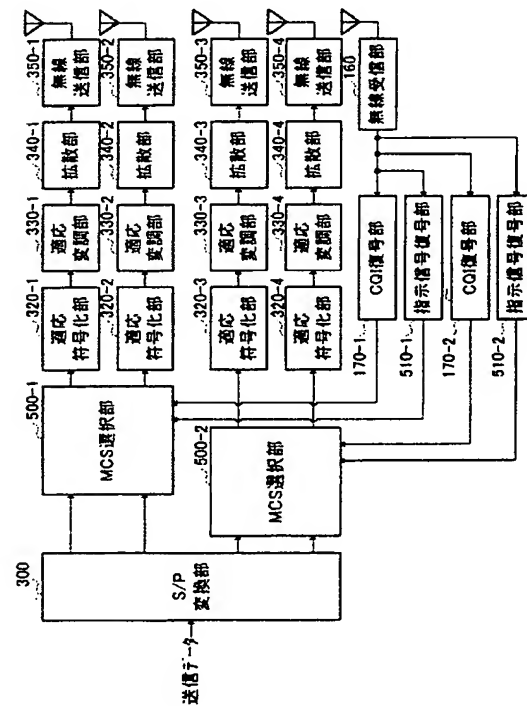 送信データ
300
S/P
変換部
500-1
MCS選択部
500-2
MCS選択部
320-1
適応
符号化部
330-1
適応
変調部
340-1
拡散部
350-1
無線
送信部
320-2
適応
符号化部
330-2
適応
変調部
340-2
拡散部
350-2
無線
送信部
320-3
適応
符号化部
330-3
適応
変調部
340-3
拡散部
350-3
無線
送信部
320-4
適応
符号化部
330-4
適応
変調部
340-4
拡散部
350-4
無線
送信部
160
無線受信部
170-1
CQI復号部
510-1
指示信号復号部
170-2
CQI復号部
510-2
指示信号復号部